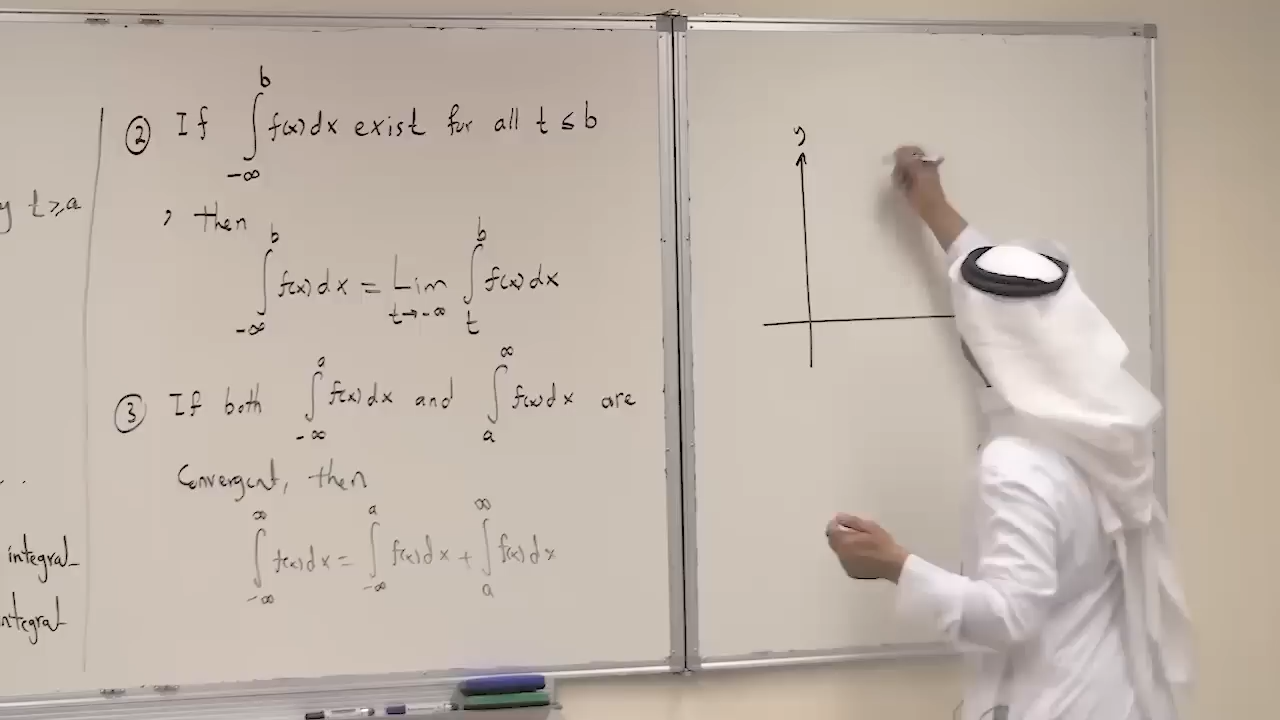 y t ≥ a
..
integral
integral
② If ∫_{-∞}^{b} f(x) dx exist for all t ≤ b
, then
∫_{-∞}^{b} f(x) dx = Lim_{t→-∞} ∫_{t}^{b} f(x) dx
③ If both ∫_{-∞}^{a} f(x) dx and ∫_{a}^{∞} f(x) dx are
Convergent, then
∫_{-∞}^{∞} f(x) dx = ∫_{-∞}^{a} f(x) dx + ∫_{a}^{∞} f(x) dx
y